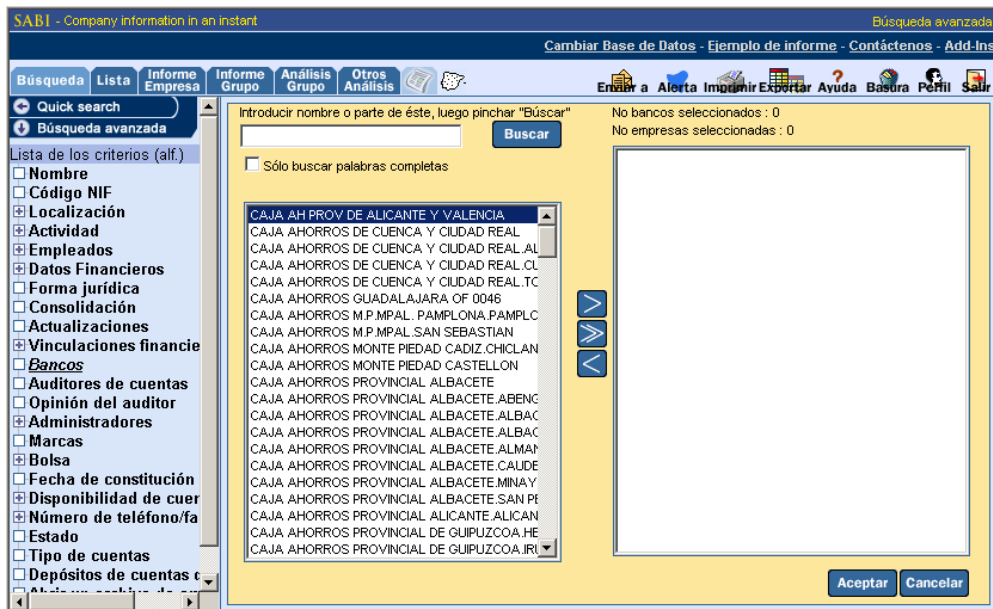 SABI - Company information in an instant
Búsqueda avanzada
Cambiar Base de Datos - Ejemplo de informe - Contáctenos - Add-Ins
Búsqueda
Lista
Informe Empresa
Informe Grupo
Análisis Grupo
Otros Análisis
Enviar a
Alerta
Imprimir
Exportar
Ayuda
Basura
Perfil
Salir
Quick search
Búsqueda avanzada
Lista de los criterios (alf.)
Nombre
Código NIF
Localización
Actividad
Empleados
Datos Financieros
Forma jurídica
Consolidación
Actualizaciones
Vinculaciones financie
Bancos
Auditores de cuentas
Opinión del auditor
Administradores
Marcas
Bolsa
Fecha de constitución
Disponibilidad de cuer
Número de teléfono/fa
Estado
Tipo de cuentas
Depósitos de cuentas
Introducir nombre o parte de éste, luego pinchar "Búscar"
Buscar
Sólo buscar palabras completas
CAJA AH PROV DE ALICANTE Y VALENCIA
CAJA AHORROS DE CUENCA Y CIUDAD REAL
CAJA AHORROS DE CUENCA Y CIUDAD REAL.AL
CAJA AHORROS DE CUENCA Y CIUDAD REAL.CU
CAJA AHORROS DE CUENCA Y CIUDAD REAL.TO
CAJA AHORROS GUADALAJARA OF 0046
CAJA AHORROS M.P.MPAL. PAMPLONA.PAMPLO
CAJA AHORROS M.P.MPAL.SAN SEBASTIAN
CAJA AHORROS MONTE PIEDAD CADIZ.CHICLAN
CAJA AHORROS MONTE PIEDAD CASTELLON
CAJA AHORROS PROVINCIAL ALBACETE
CAJA AHORROS PROVINCIAL ALBACETE.ABENG
CAJA AHORROS PROVINCIAL ALBACETE.ALBAC
CAJA AHORROS PROVINCIAL ALBACETE.ALBAC
CAJA AHORROS PROVINCIAL ALBACETE.ALMAN
CAJA AHORROS PROVINCIAL ALBACETE.CAUDE
CAJA AHORROS PROVINCIAL ALBACETE.MINAY
CAJA AHORROS PROVINCIAL ALBACETE.SAN PE
CAJA AHORROS PROVINCIAL ALICANTE.ALICAN
CAJA AHORROS PROVINCIAL DE GUIPUZCOA.HE
CAJA AHORROS PROVINCIAL DE GUIPUZCOA.IRU
No bancos seleccionados : 0
No empresas seleccionadas : 0
Aceptar
Cancelar